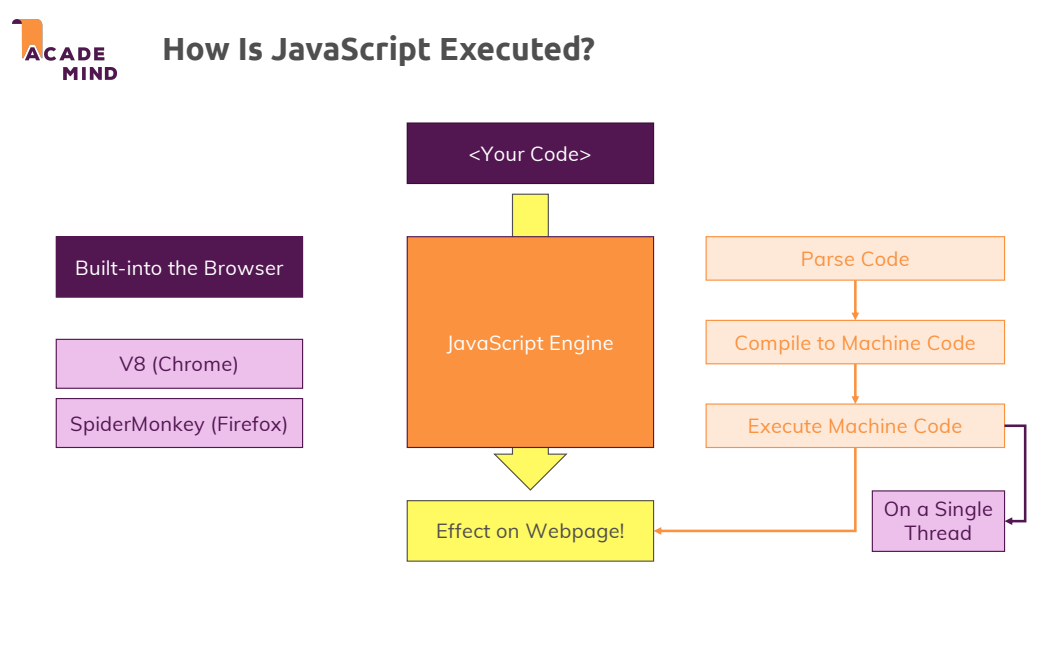 ACADE
MIND
How Is JavaScript Executed?
<Your Code>
Built-into the Browser
V8 (Chrome)
SpiderMonkey (Firefox)
JavaScript Engine
Effect on Webpage!
Parse Code
Compile to Machine Code
Execute Machine Code
On a Single
Thread